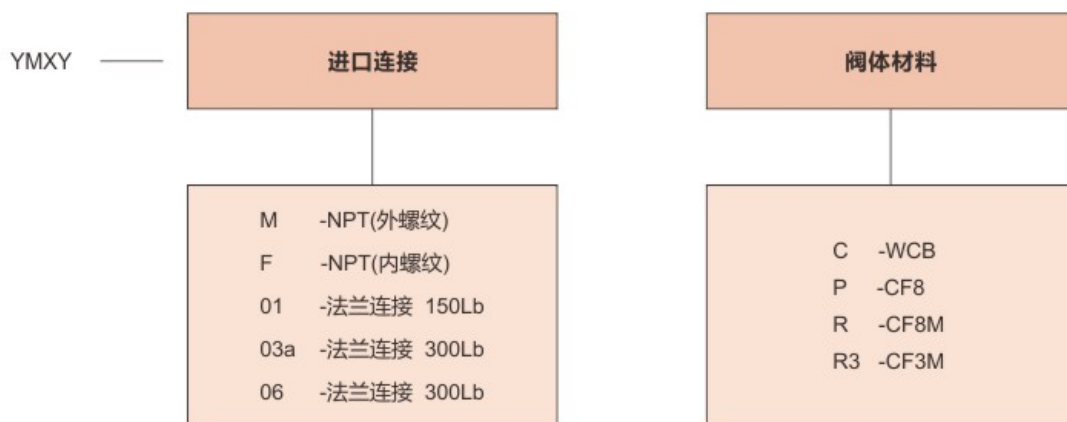 YMXY
进口连接
M -NPT(外螺纹)
F -NPT(内螺纹)
01 -法兰连接 150Lb
03a -法兰连接 300Lb
06 -法兰连接 300Lb
阀体材料
C -WCB
P -CF8
R -CF8M
R3 -CF3M